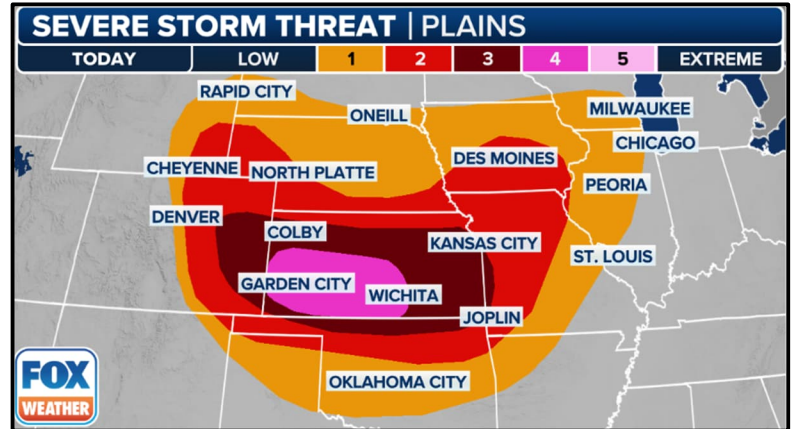 SEVERE STORM THREAT | PLAINS
TODAY LOW 1 2 3 4 5 EXTREME
RAPID CITY
ONEILL
MILWAUKEE
CHICAGO
DES MOINES
CHEYENNE
NORTH PLATTE
PEORIA
DENVER
COLBY
KANSAS CITY
ST. LOUIS
GARDEN CITY
WICHITA
JOPLIN
OKLAHOMA CITY
FOX
WEATHER